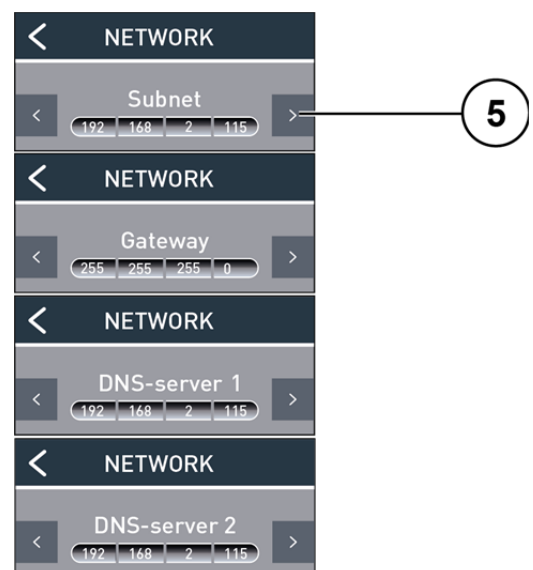 NETWORK
Subnet
192 168 2 115
5
NETWORK
Gateway
255 255 255 0
NETWORK
DNS-server 1
192 168 2 115
NETWORK
DNS-server 2
192 168 2 115